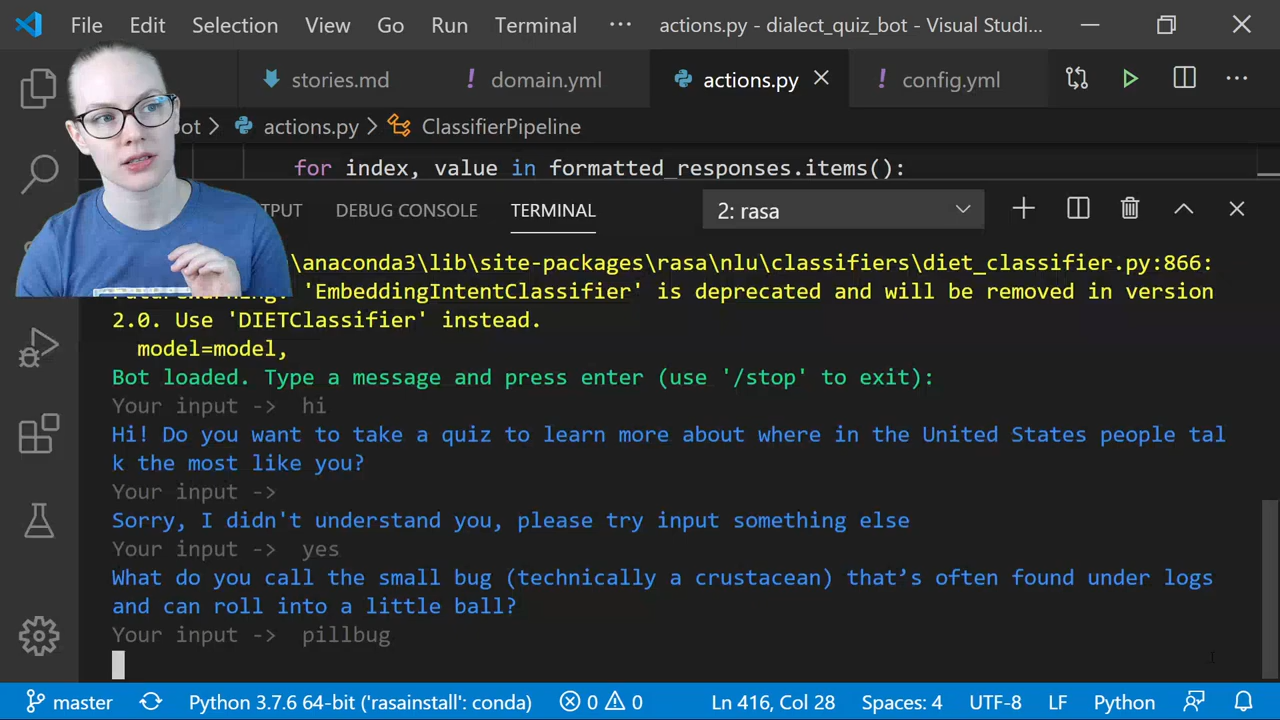 File Edit Selection View Go Run Terminal ··· actions.py - dialect_quiz_bot - Visual Studi...
stories.md ! domain.yml actions.py ! config.yml ···
ot > actions.py > ClassifierPipeline
for index, value in formatted_responses.items():
TPUT DEBUG CONSOLE TERMINAL 2: rasa
\anaconda3\lib\site-packages\rasa\nlu\classifiers\diet_classifier.py:866:
'EmbeddingIntentClassifier' is deprecated and will be removed in version
2.0. Use 'DIETClassifier' instead.
model=model,
Bot loaded. Type a message and press enter (use '/stop' to exit):
Your input -> hi
Hi! Do you want to take a quiz to learn more about where in the United States people tal
k the most like you?
Your input ->
Sorry, I didn't understand you, please try input something else
Your input -> yes
What do you call the small bug (technically a crustacean) that’s often found under logs
and can roll into a little ball?
Your input -> pillbug
master Python 3.7.6 64-bit ('rasainstall': conda) 0 0 Ln 416, Col 28 Spaces: 4 UTF-8 LF Python